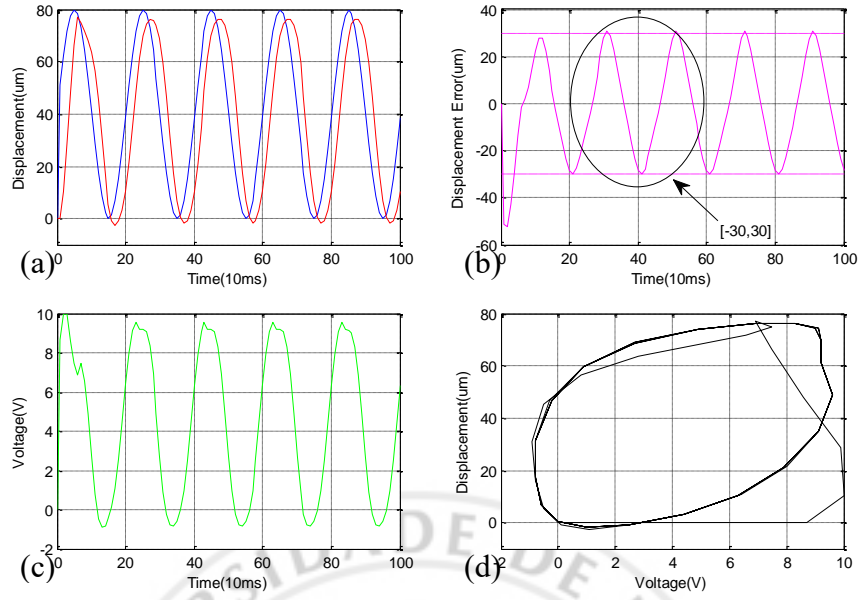 80
60
40
20
0
Displacement(um)
0 20 40 60 80 100
Time(10ms)
(a)
40
20
0
-20
-40
-60
Displacement Error(um)
[-30,30]
0 20 40 60 80 100
Time(10ms)
(b)
10
8
6
4
2
0
-2
Voltage(V)
0 20 40 60 80 100
Time(10ms)
(c)
80
60
40
20
0
Displacement(um)
-2 0 2 4 6 8 10
Voltage(V)
(d)
RSIDADE DE